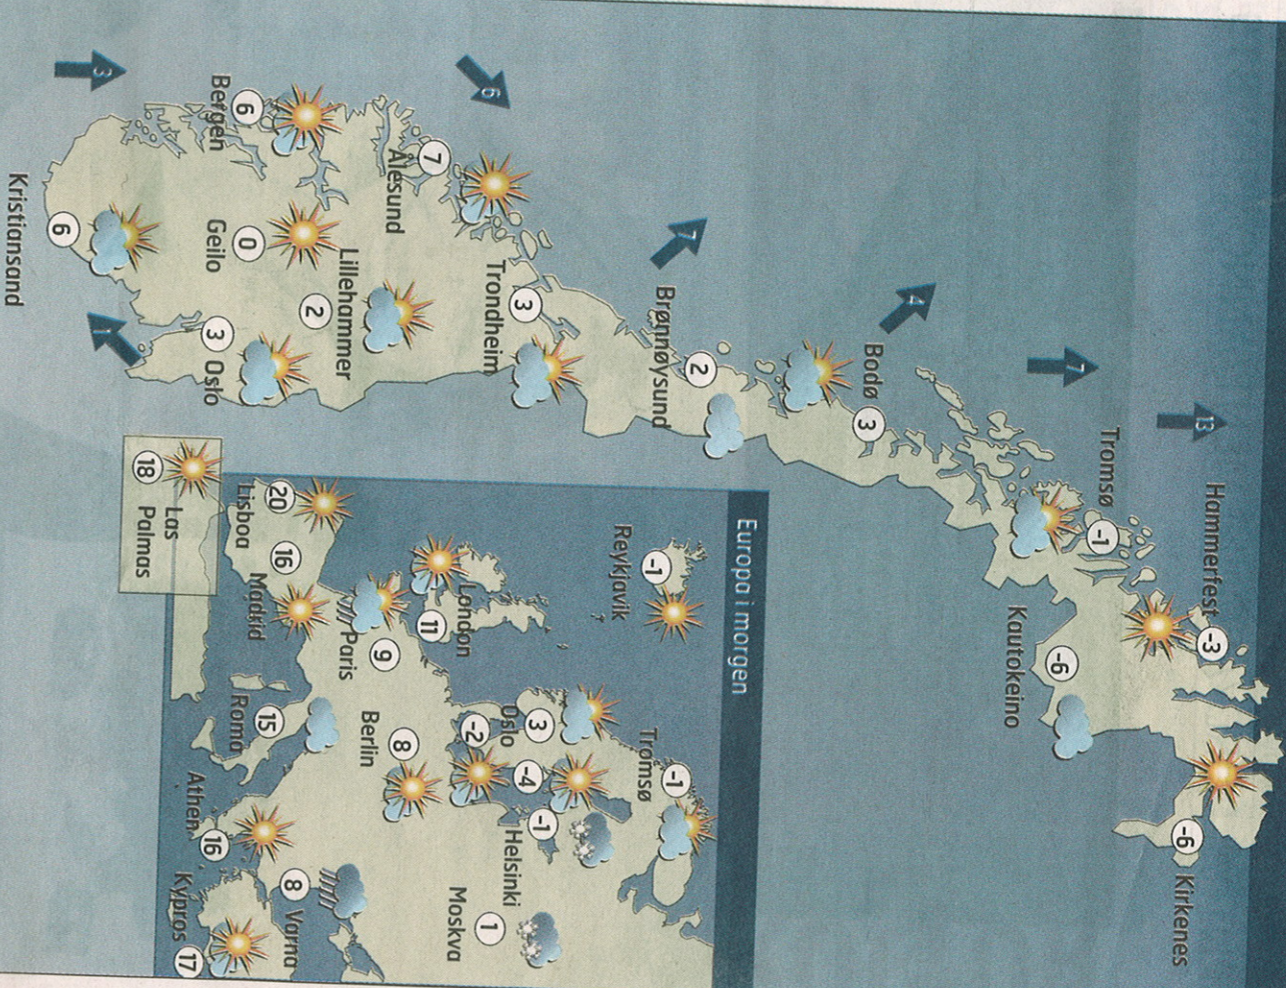 13
Hammerfest -3
-6 Kirkenes
Tromsø -1
7
-6
Kautokeino
4
Bodø
3
7
2
Brønnøysund
3
Trondheim
6
7
Ålesund
Lillehammer
2
6
Bergen
0
Geilo
3 Oslo
3
1
6
Kristiansand
Europa i morgen
-1
Reykjavik
-1
Tromsø
3
Oslo
-4
-1
Helsinki
-2
1
Moskva
London
11
9
Paris
8
Berlin
20
Lisboa
16
Madrid
15
Roma
8 Varna
16
Athen
17
Kypros
18
Las
Palmas